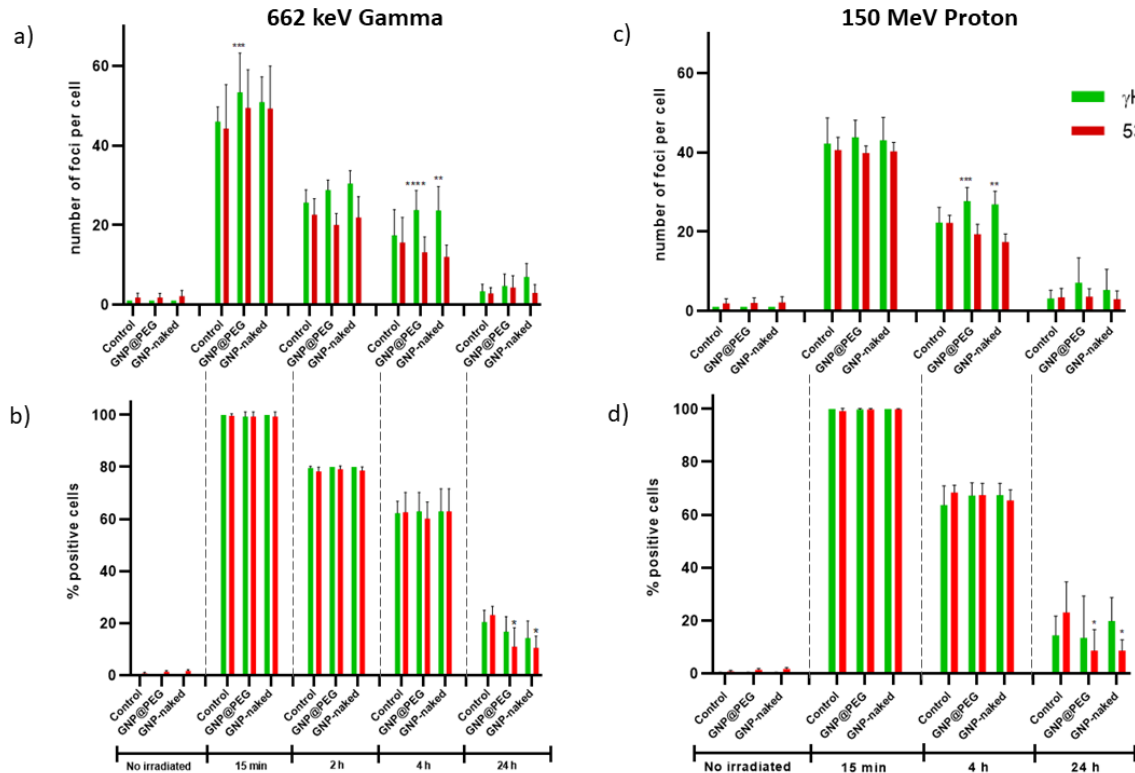 662 keV Gamma
150 MeV Proton
a)
number of foci per cell
60
40
20
0
***
****
**
Control
GNP@PEG
GNP-naked
Control
GNP@PEG
GNP-naked
Control
GNP@PEG
GNP-naked
Control
GNP@PEG
GNP-naked
Control
GNP@PEG
GNP-naked
c)
number of foci per cell
60
40
20
0
***
**
Control
GNP@PEG
GNP-naked
Control
GNP@PEG
GNP-naked
Control
GNP@PEG
GNP-naked
Control
GNP@PEG
GNP-naked
b)
% positive cells
100
80
60
40
20
0
*
*
Control
GNP@PEG
GNP-naked
Control
GNP@PEG
GNP-naked
Control
GNP@PEG
GNP-naked
Control
GNP@PEG
GNP-naked
Control
GNP@PEG
GNP-naked
No irradiated
15 min
2 h
4 h
24 h
d)
% positive cells
100
80
60
40
20
0
*
*
Control
GNP@PEG
GNP-naked
Control
GNP@PEG
GNP-naked
Control
GNP@PEG
GNP-naked
Control
GNP@PEG
GNP-naked
No irradiated
15 min
4 h
24 h